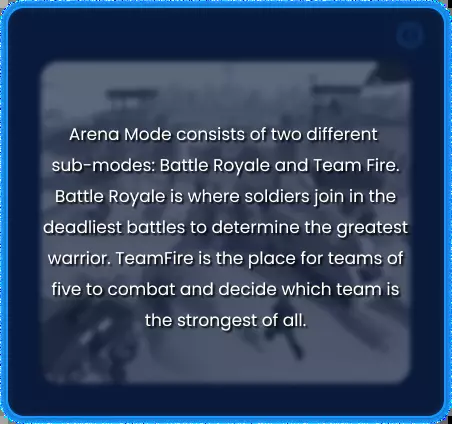 Arena Mode consists of two different
sub-modes: Battle Royale and Team Fire.
Battle Royale is where soldiers join in the
deadliest battles to determine the greatest
warrior. TeamFire is the place for teams of
five to combat and decide which team is
the strongest of all.